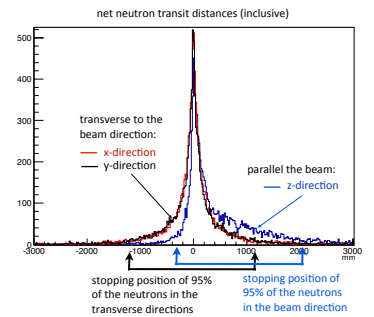 net neutron transit distances (inclusive)
500
400
300
200
100
0
transverse to the
beam direction:
x-direction
y-direction
parallel the beam:
z-direction
-3000 -2000 -1000 0 1000 2000 3000
mm
stopping position of 95%
of the neutrons in the
transverse directions
stopping position of
95% of the neutrons
in the beam direction